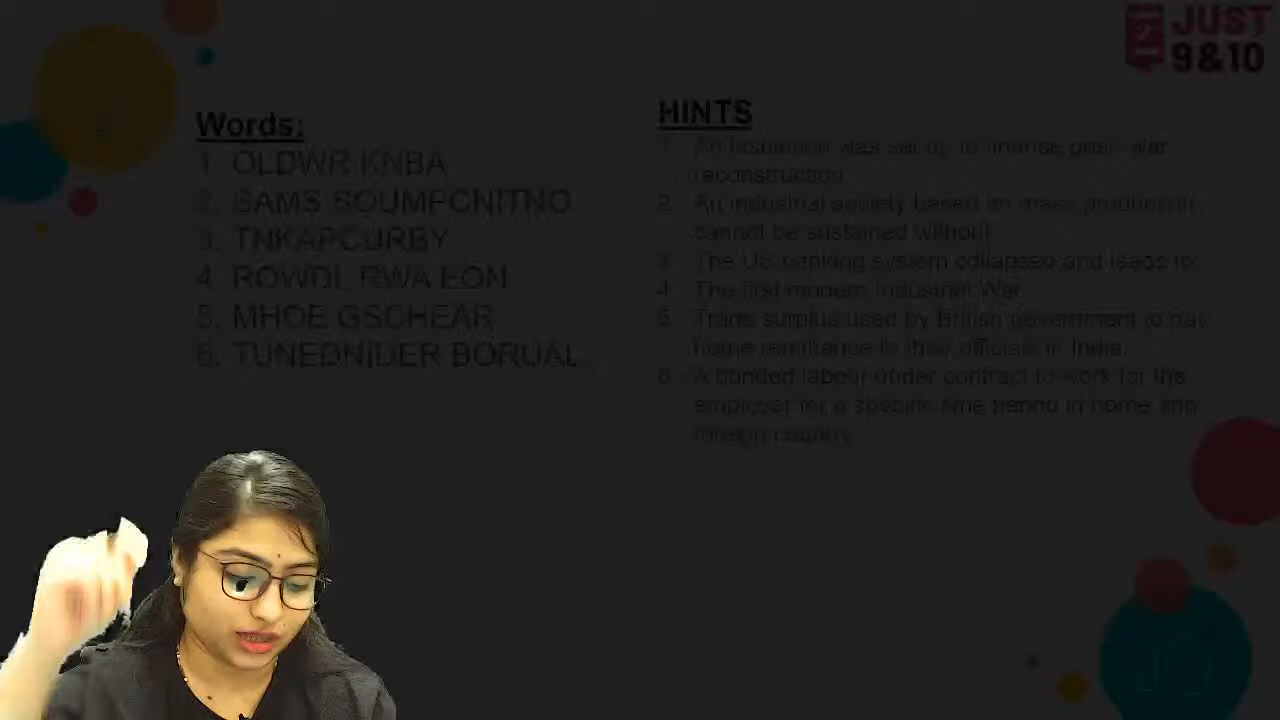 JUST
9&10
Words:
1. OLDWR KNBA
2. SAMS SOUMPCNITNO
3. TNKAPCURBY
4. ROWDL RWA EON
5. MHOE GSCHEAR
6. TUNEDNIDER BORUAL
HINTS
1. An institution was set up to finance post-war
reconstruction
2. An industrial society based on mass production
cannot be sustained without
3. The US banking system collapsed and leads to
4. The first modern Industrial War
5. Trade surplus used by British government to pay
home remittance to their officials in India.
6. A bonded labour under contract to work for the
employer for a specific time period in home and
foreign country.